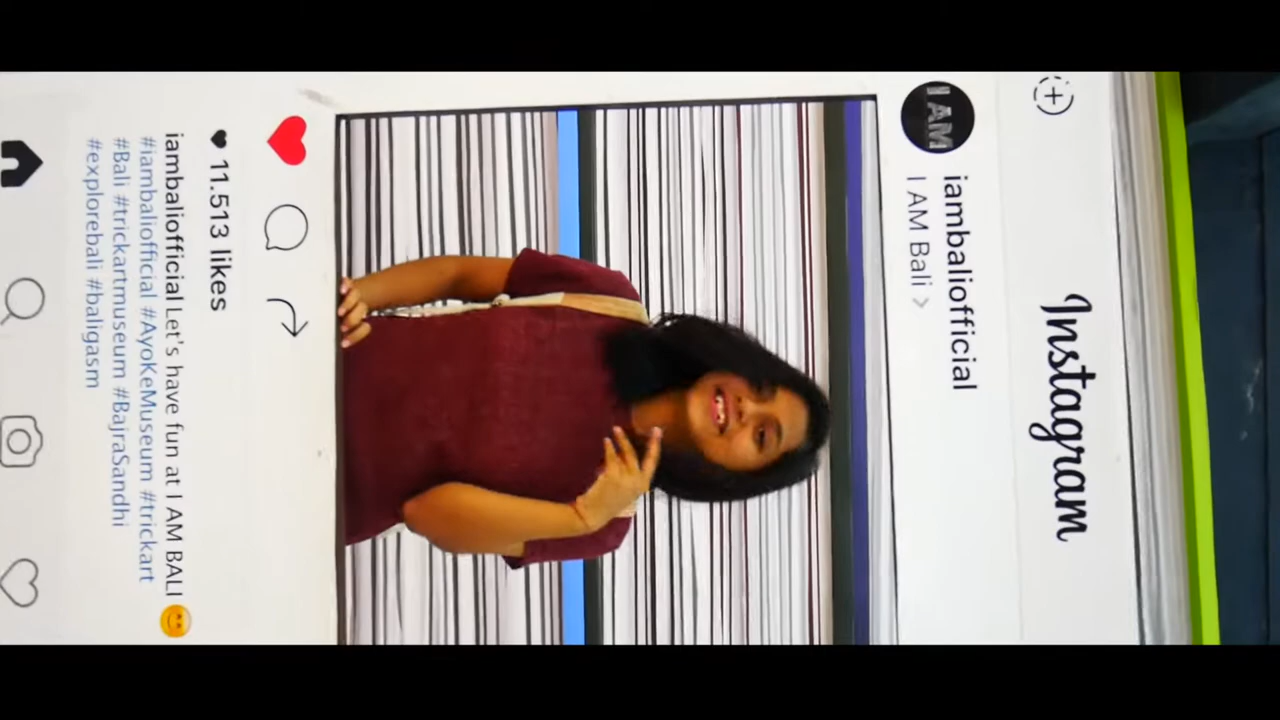 Instagram
I AM
iambaliofficial
I AM Bali >
11.513 likes
iambaliofficial Let's have fun at I AM BALI 😊
#iambaliofficial #AyoKeMuseum #trickart
#Bali #trickartmuseum #BajraSandhi
#explorebali #baligasm